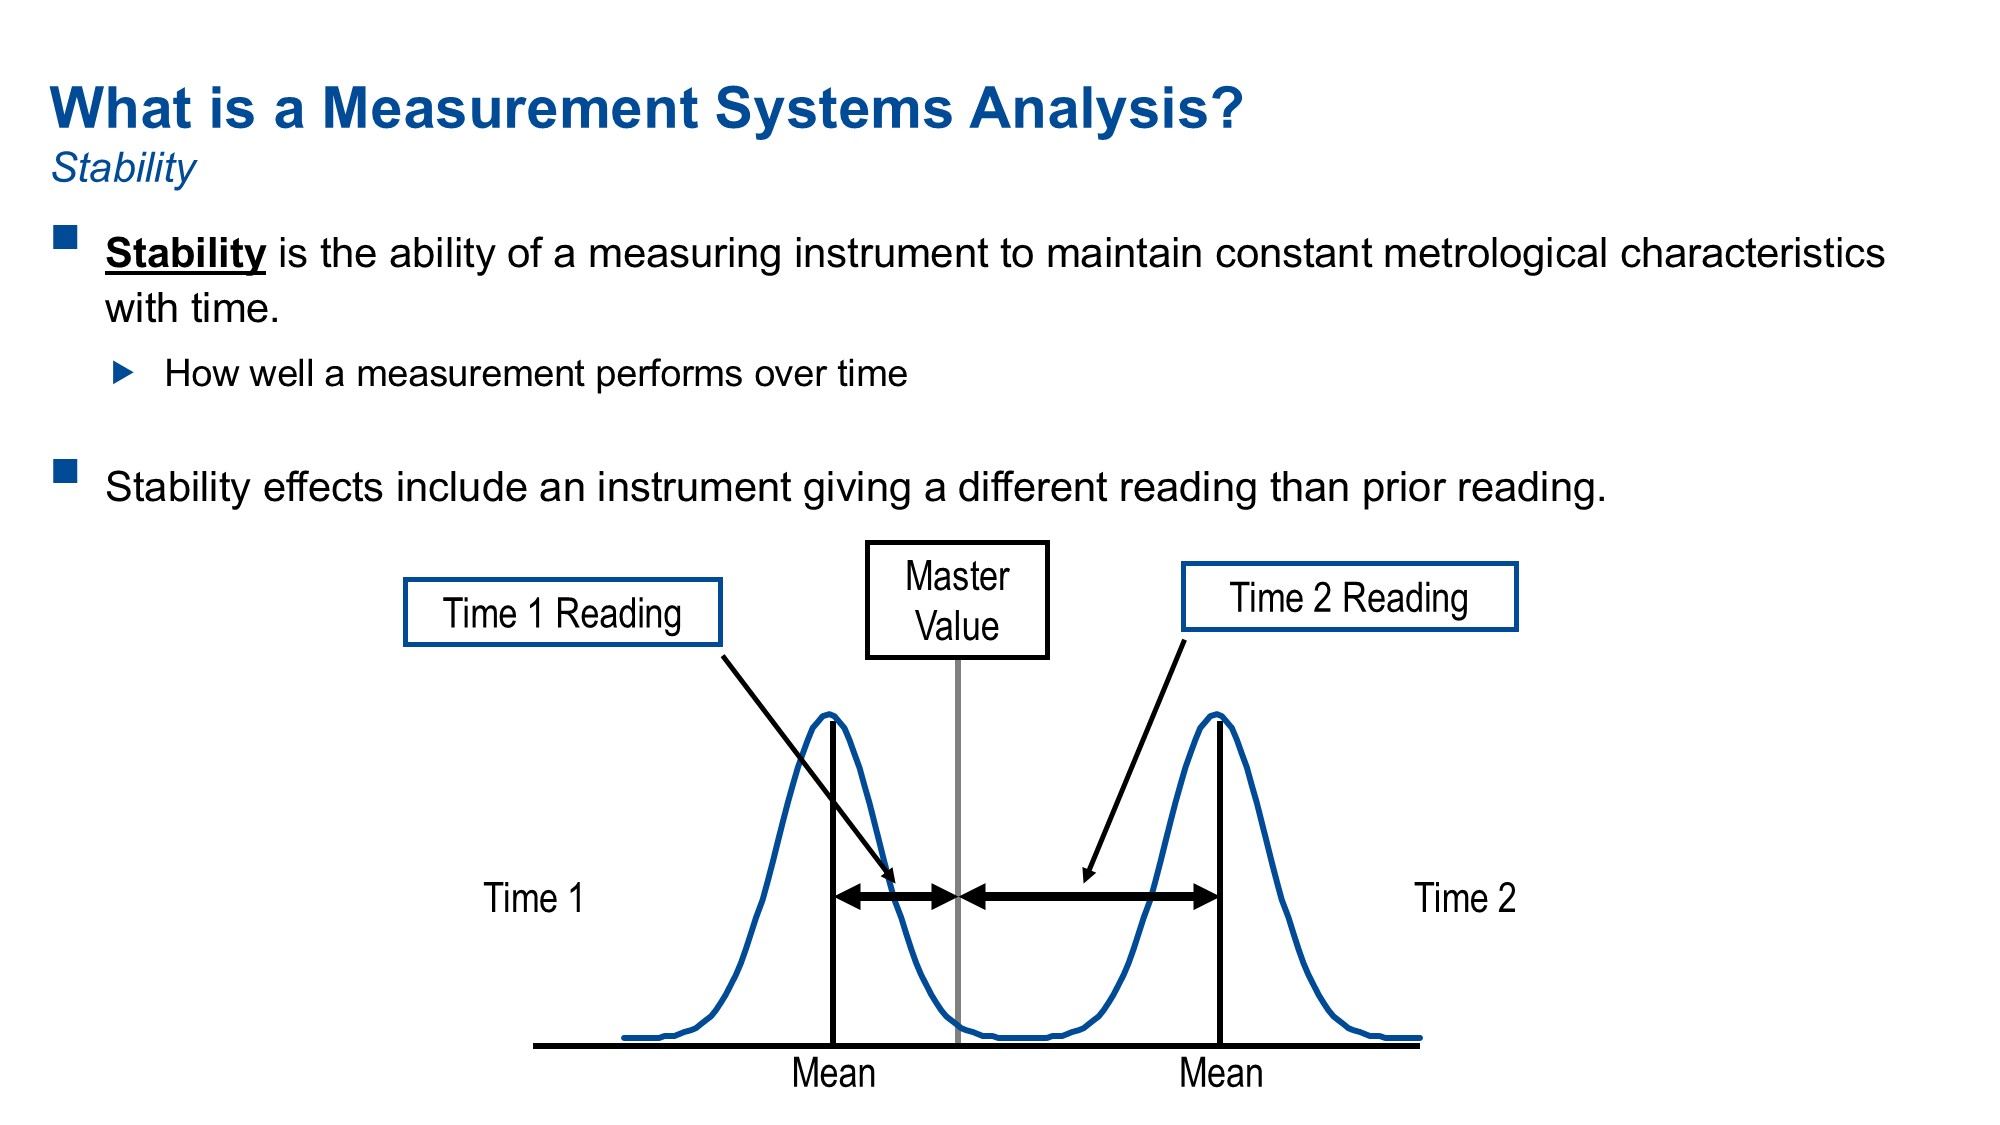 What is a Measurement Systems Analysis?
Stability
Stability is the ability of a measuring instrument to maintain constant metrological characteristics
with time.
How well a measurement performs over time
Stability effects include an instrument giving a different reading than prior reading.
Time 1 Reading
Master
Value
Time 2 Reading
Time 1
Time 2
Mean
Mean